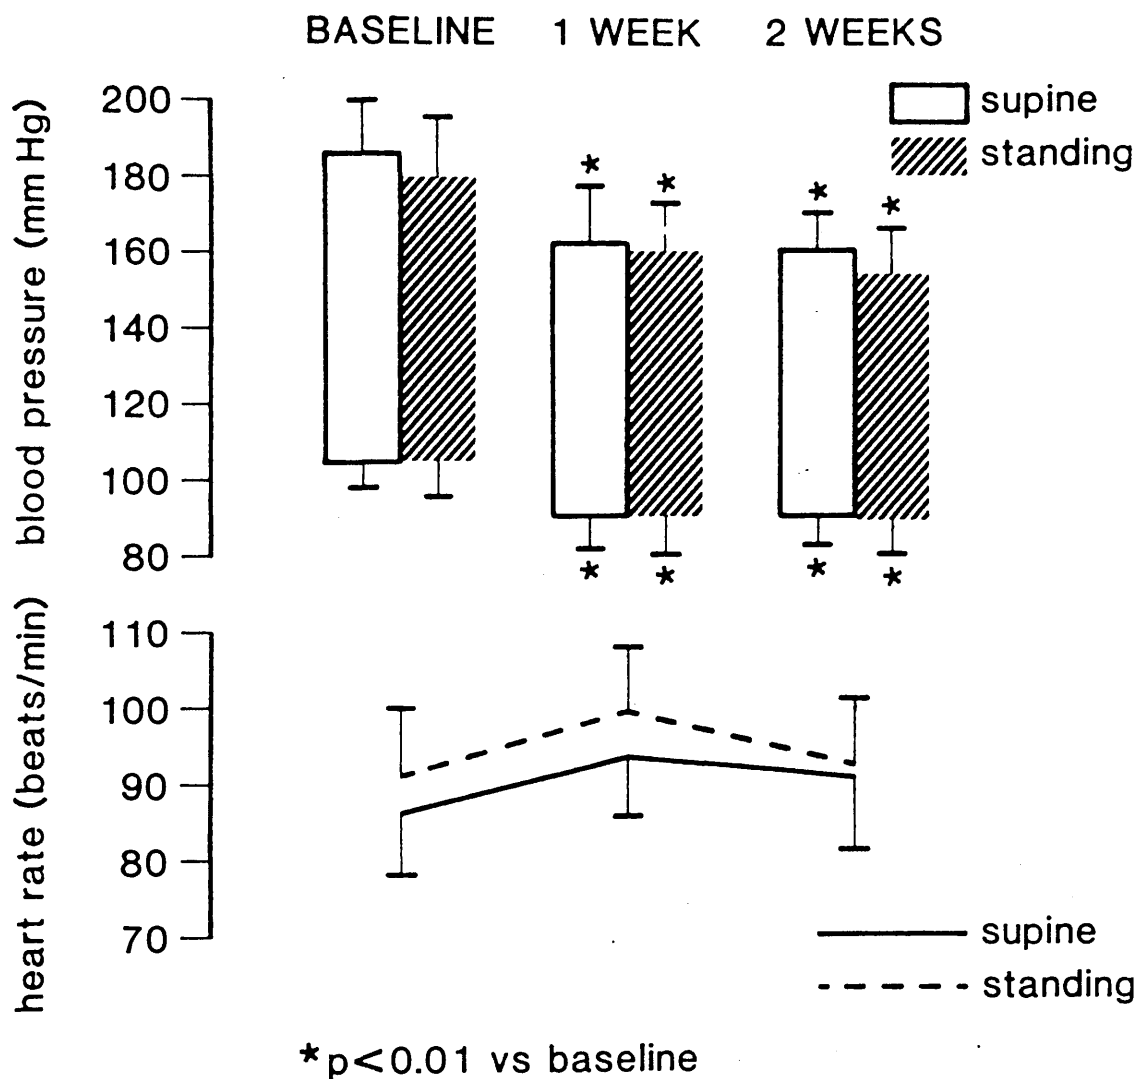 BASELINE 1 WEEK 2 WEEKS
blood pressure (mm Hg)
200
180
160
140
120
100
80
supine
standing
* *
* *
* *
* *
heart rate (beats/min)
110
100
90
80
70
supine
standing
*p<0.01 vs baseline